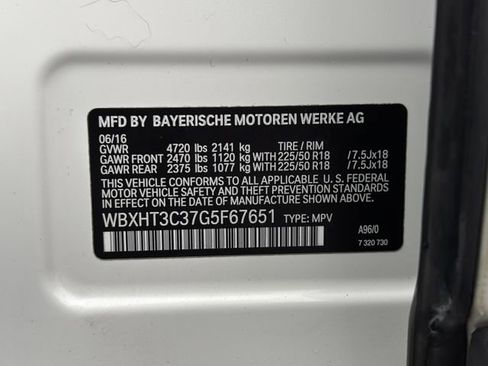 MFD BY BAYERISCHE MOTOREN WERKE AG
06/16
GVWR 4720 lbs 2141 kg TIRE / RIM
GAWR FRONT 2470 lbs 1120 kg WITH 225/50 R18 /7.5Jx18
GAWR REAR 2375 lbs 1077 kg WITH 225/50 R18 /7.5Jx18
THIS VEHICLE CONFORMS TO ALL APPLICABLE
FEDERAL MOTOR VEHICLE SAFETY, BUMPER, AND
THEFT PREVENTION STANDARDS IN EFFECT ON
THE DATE OF MANUFACTURE SHOWN ABOVE.
WBXHT3C37G5F67651 TYPE: MPV
A96/0
7 320 730